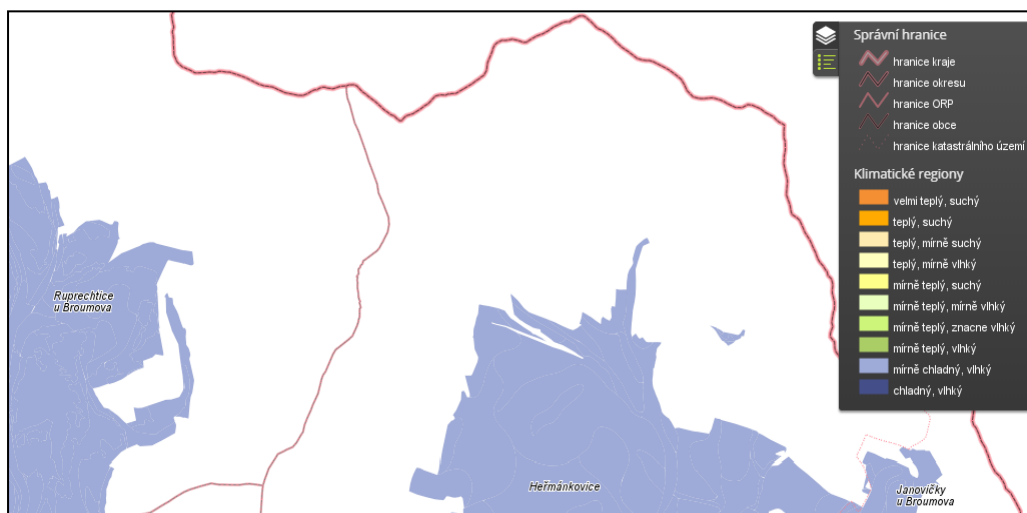 Správní hranice
hranice kraje
hranice okresu
hranice ORP
hranice obce
hranice katastrálního území
Klimatické regiony
velmi teplý, suchý
teplý, suchý
teplý, mírně suchý
teplý, mírně vlhký
mírně teplý, suchý
mírně teplý, mírně vlhký
mírně teplý, znacne vlhký
mírně teplý, vlhký
mírně chladný, vlhký
chladný, vlhký
Ruprechtice
u Broumova
Heřmánkovice
Janovičky
u Broumova